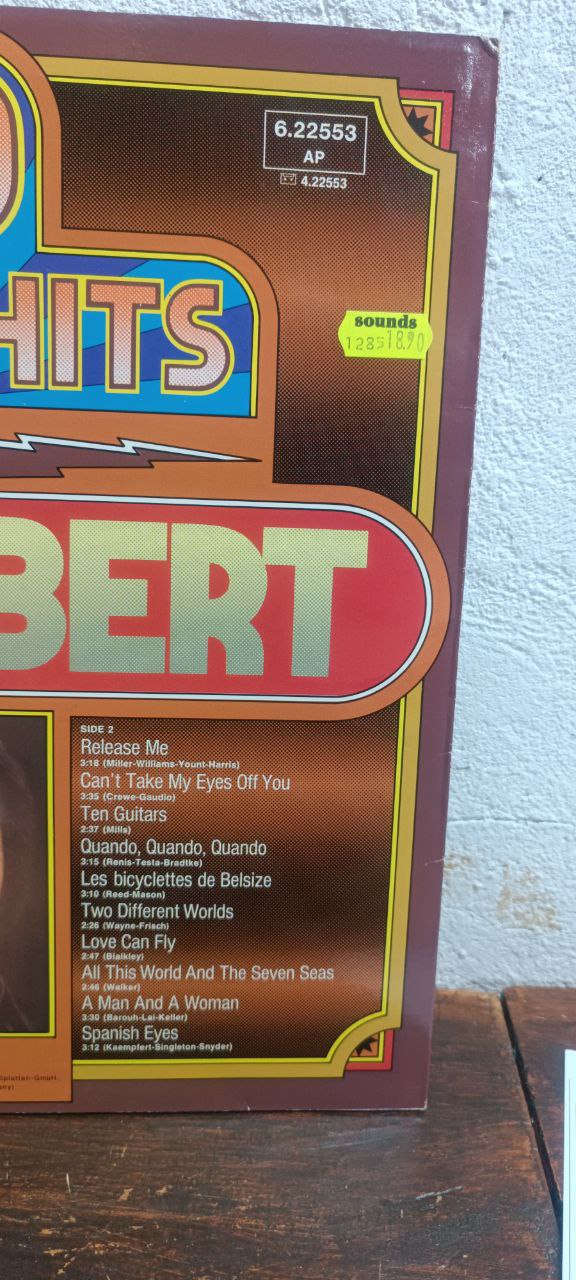 6.22553
AP
4.22553
HITS
sounds
1285 18.90
BERT
SIDE 2
Release Me
3:18 (Miller-Williams-Yount-Harris)
Can't Take My Eyes Off You
3:35 (Crewe-Gaudio)
Ten Guitars
2:37 (Mills)
Quando, Quando, Quando
3:15 (Renis-Testa-Bradtke)
Les bicyclettes de Belsize
3:10 (Reed-Mason)
Two Different Worlds
2:26 (Wayne-Frisch)
Love Can Fly
2:47 (Blaikley)
All This World And The Seven Seas
2:46 (Walker)
A Man And A Woman
3:30 (Barouh-Lai-Keller)
Spanish Eyes
3:12 (Kaempfert-Singleton-Snyder)